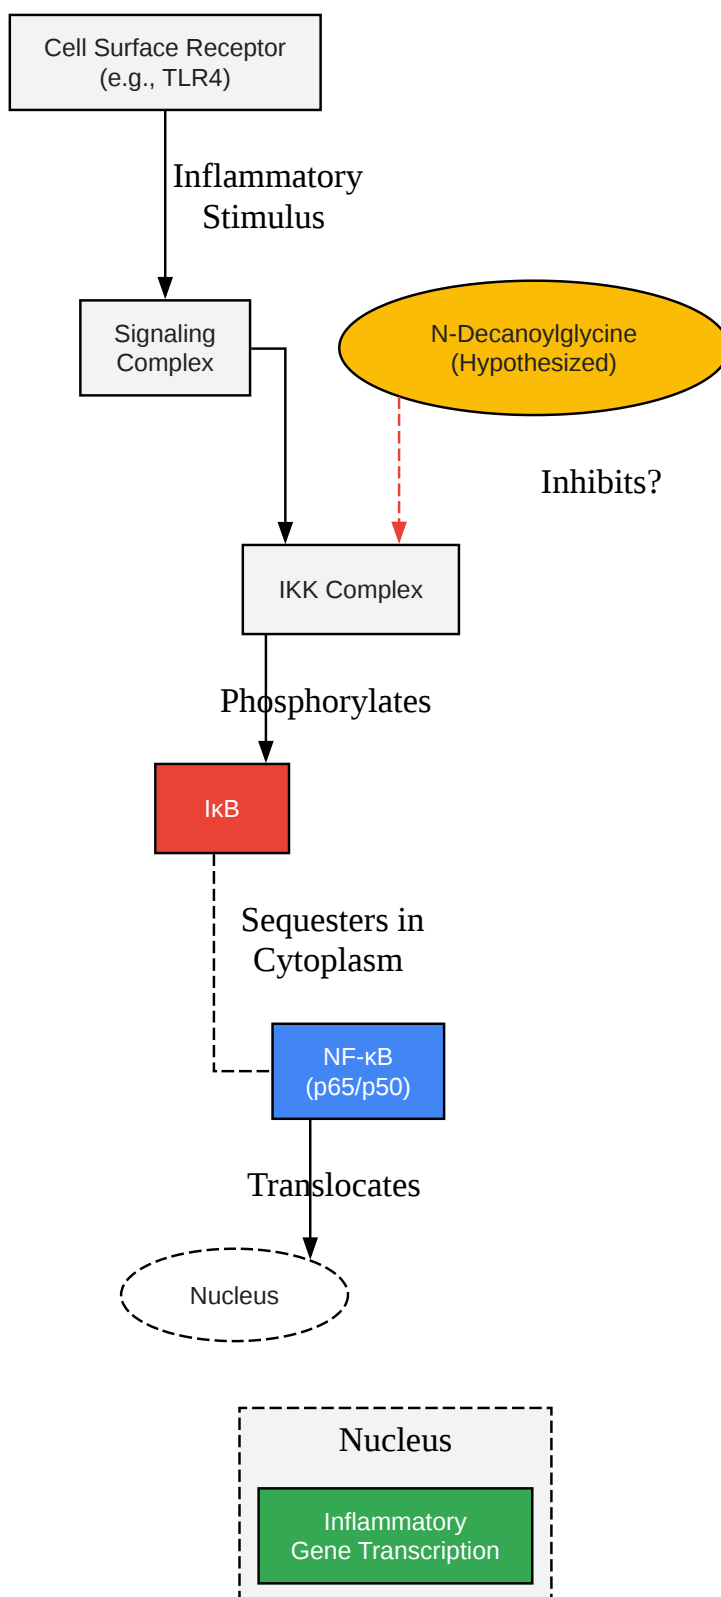 Cell Surface Receptor
(e.g., TLR4)
Inflammatory
Stimulus
Signaling
Complex
N-Decanoylglycine
(Hypothesized)
Inhibits?
IKK Complex
Phosphorylates
IκB
Sequesters in
Cytoplasm
NF-κB
(p65/p50)
Translocates
Nucleus
Nucleus
Inflammatory
Gene Transcription